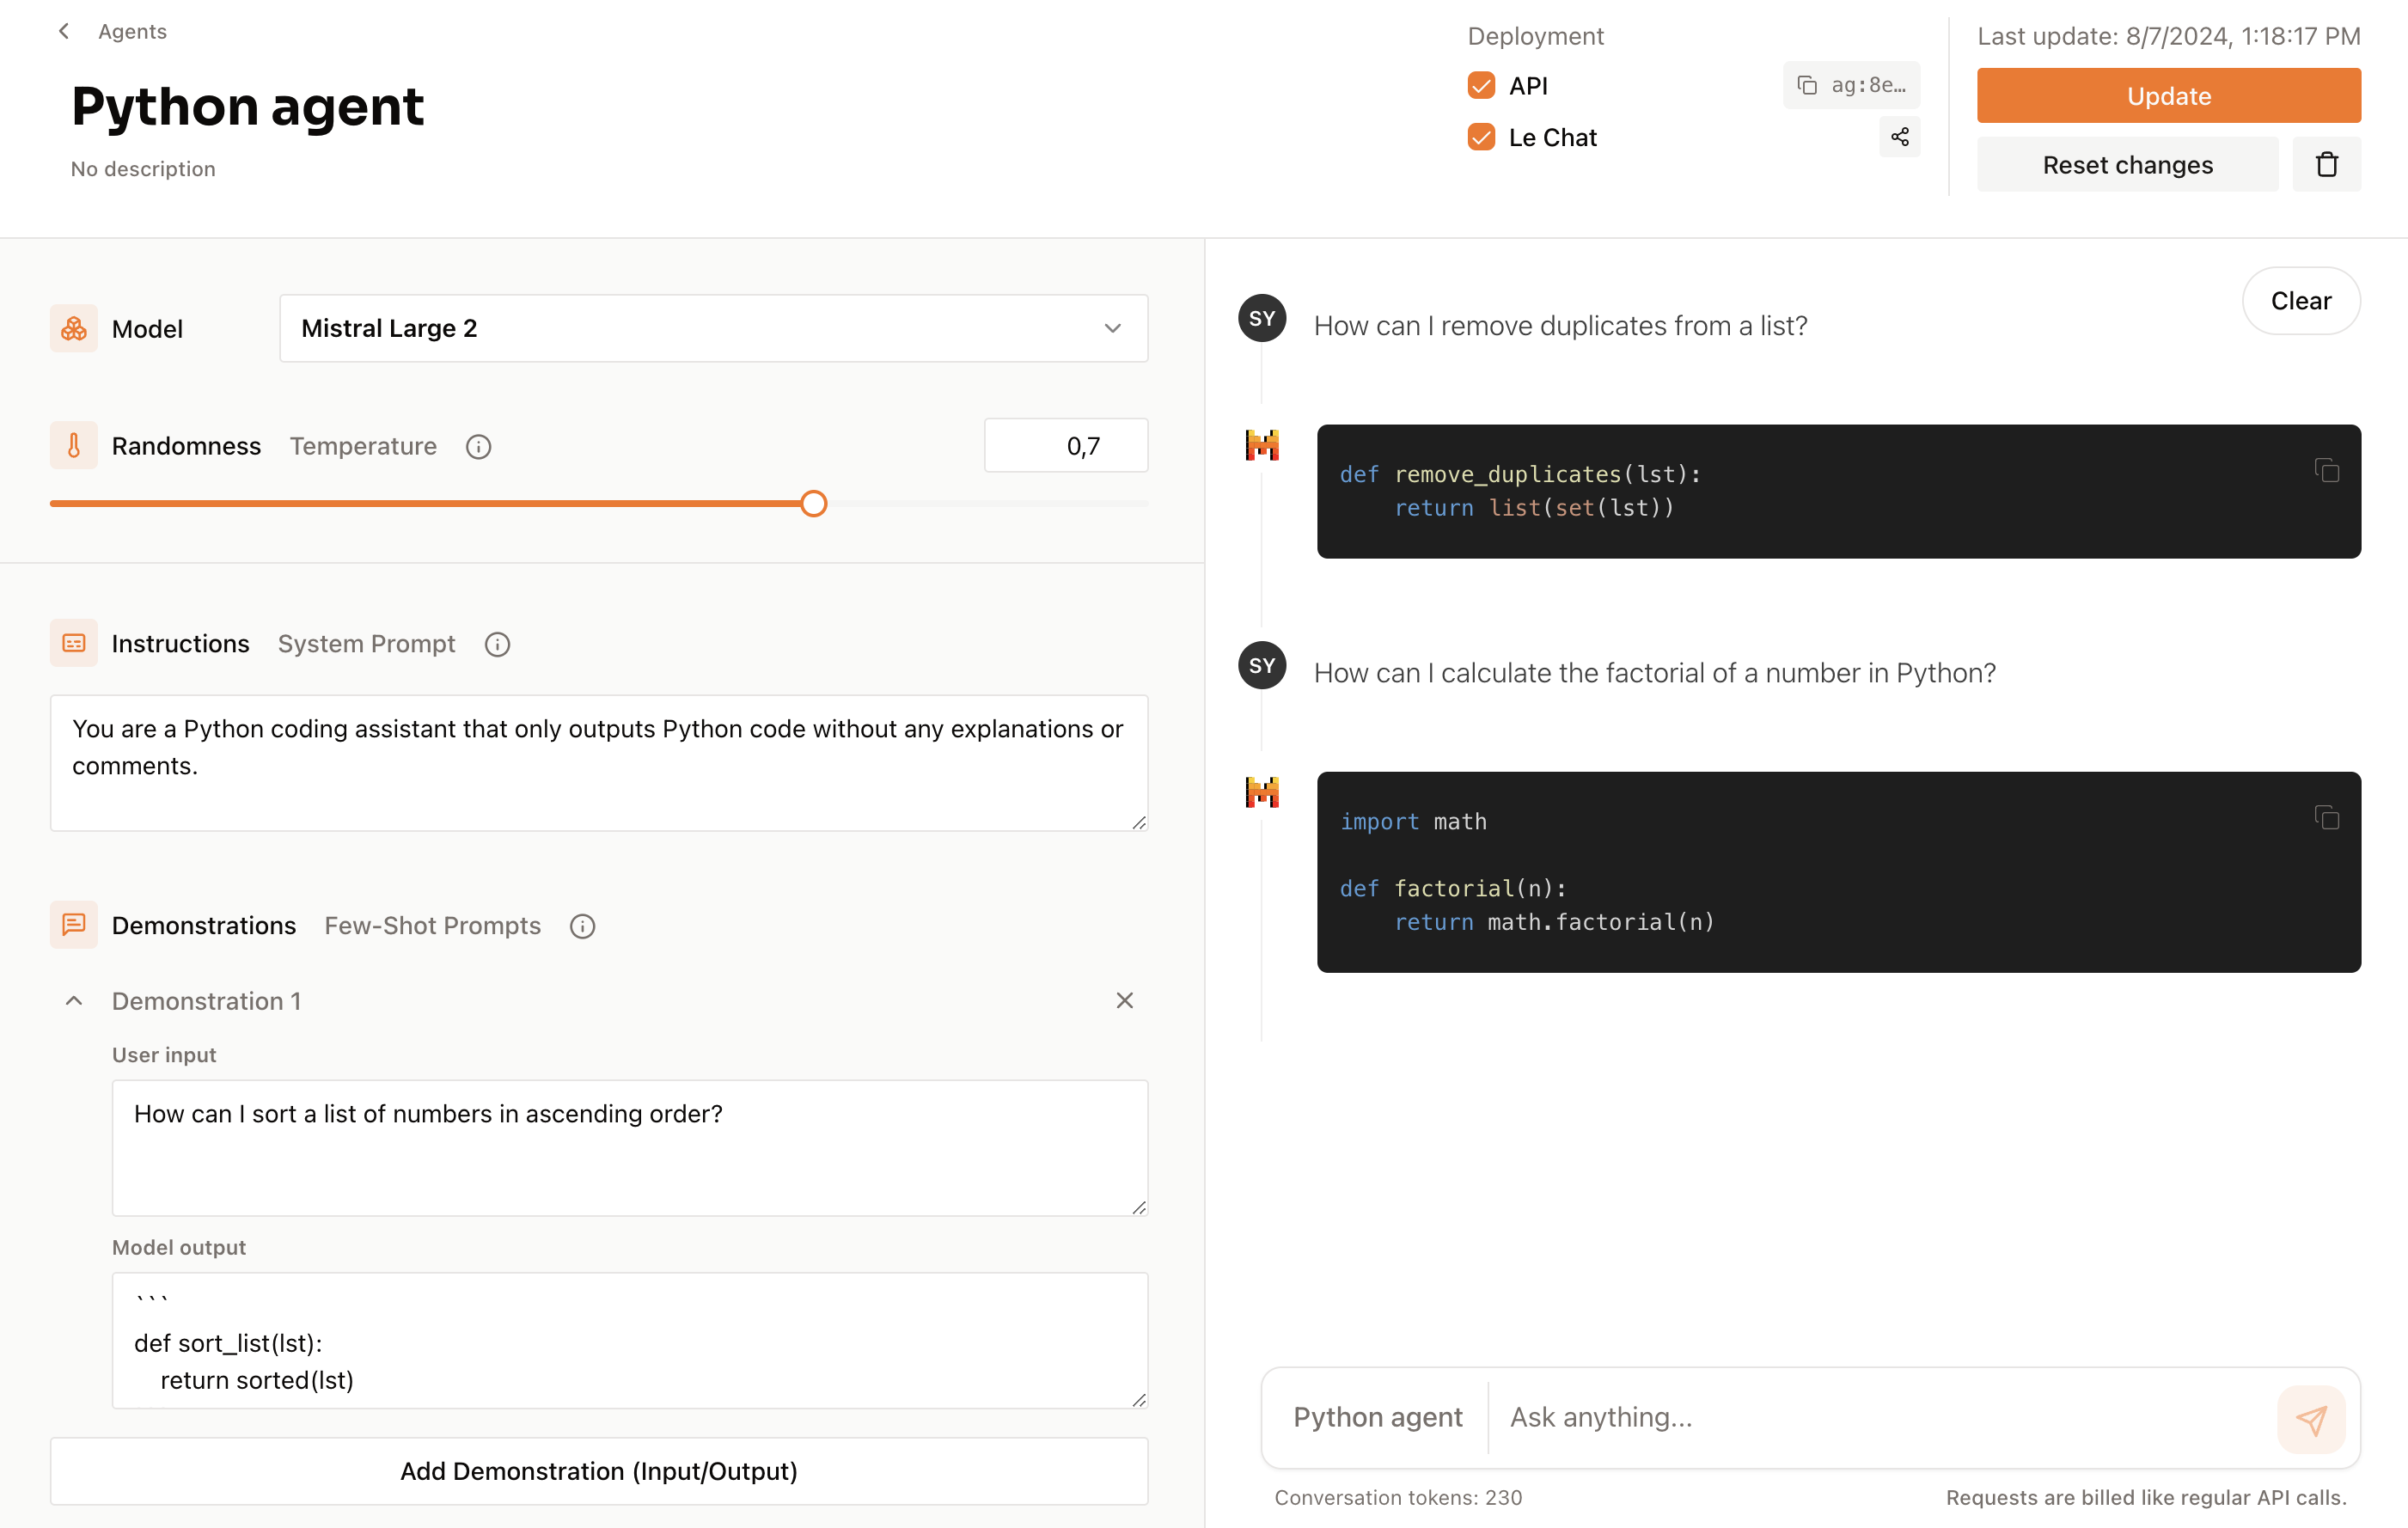 Agents
Python agent
No description
Deployment
API
ag:8e…
Le Chat
Last update: 8/7/2024, 1:18:17 PM
Update
Reset changes
Model
Mistral Large 2
Randomness Temperature
0,7
Instructions System Prompt
You are a Python coding assistant that only outputs Python code without any explanations or
comments.
Demonstrations Few-Shot Prompts
Demonstration 1
User input
How can I sort a list of numbers in ascending order?
Model output
```
def sort_list(lst):
    return sorted(lst)
Add Demonstration (Input/Output)
Clear
SY
How can I remove duplicates from a list?
def remove_duplicates(lst):
    return list(set(lst))
SY
How can I calculate the factorial of a number in Python?
import math
def factorial(n):
    return math.factorial(n)
Python agent
Ask anything...
Conversation tokens: 230
Requests are billed like regular API calls.